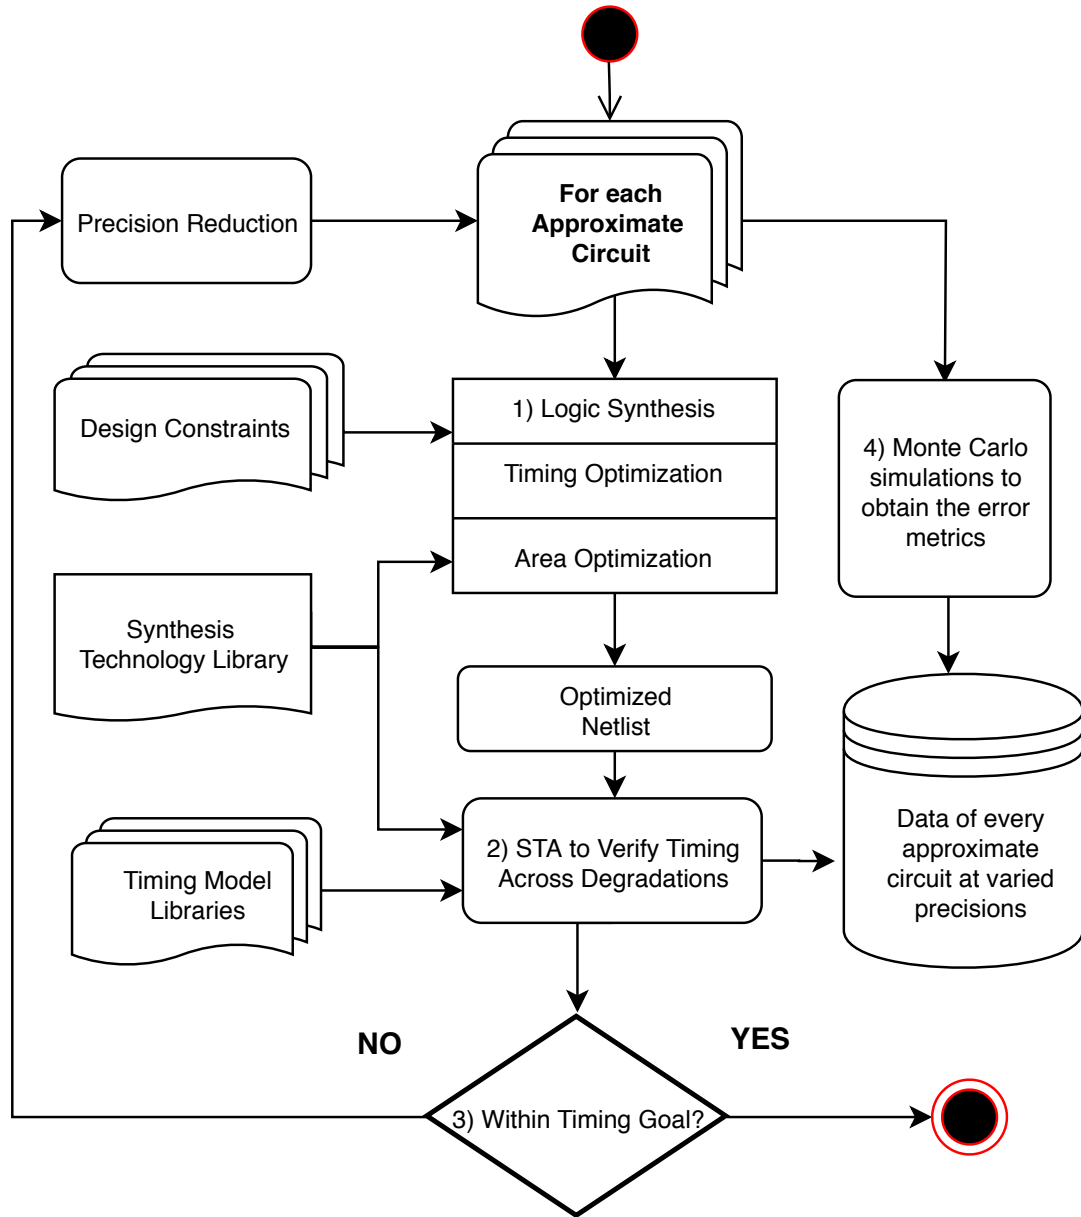 For each
Approximate
Circuit
Precision Reduction
Design Constraints
1) Logic Synthesis
Timing Optimization
Area Optimization
4) Monte Carlo
simulations to
obtain the error
metrics
Synthesis
Technology Library
Optimized
Netlist
Timing Model
Libraries
2) STA to Verify Timing
Across Degradations
Data of every
approximate
circuit at varied
precisions
NO
YES
3) Within Timing Goal?